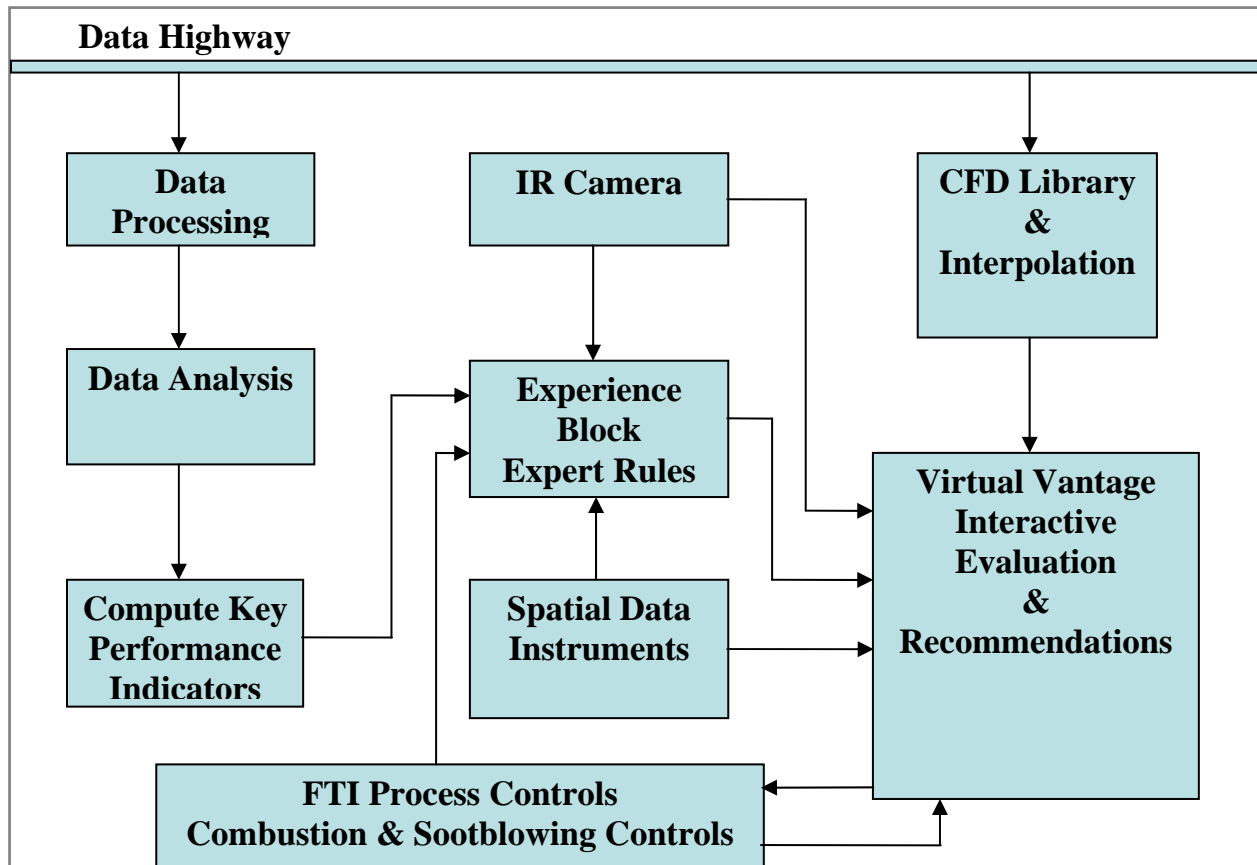 Data Highway
Data
Processing
IR Camera
CFD Library
&
Interpolation
Data Analysis
Experience
Block
Expert Rules
Virtual Vantage
Interactive
Evaluation
&
Recommendations
Compute Key
Performance
Indicators
Spatial Data
Instruments
FTI Process Controls
Combustion & Sootblowing Controls